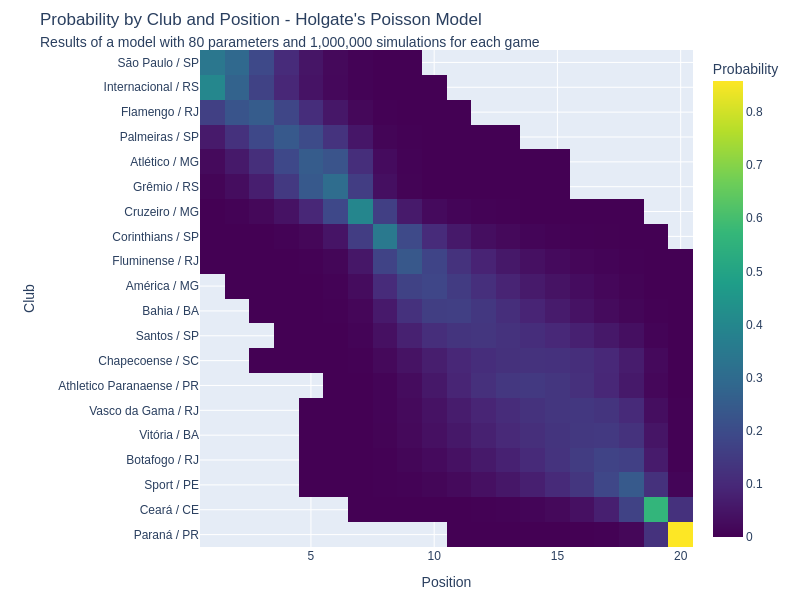 Probability by Club and Position - Holgate's Poisson Model
Results of a model with 80 parameters and 1,000,000 simulations for each game
Probability
São Paulo / SP
Internacional / RS
Flamengo / RJ
Palmeiras / SP
Atlético / MG
Grêmio / RS
Cruzeiro / MG
Corinthians / SP
Fluminense / RJ
América / MG
Bahia / BA
Santos / SP
Chapecoense / SC
Athletico Paranaense / PR
Vasco da Gama / RJ
Vitória / BA
Botafogo / RJ
Sport / PE
Ceará / CE
Paraná / PR
Club
5
10
15
20
Position
0.8
0.7
0.6
0.5
0.4
0.3
0.2
0.1
0